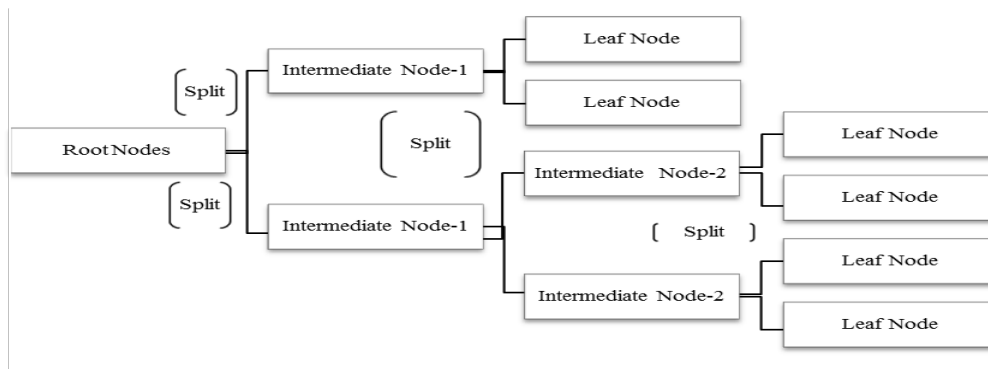 Leaf Node
Intermediate Node-1
Split
Leaf Node
Root Nodes
Split
Leaf Node
Split
Intermediate Node-2
Leaf Node
Intermediate Node-1
Split
Leaf Node
Intermediate Node-2
Leaf Node